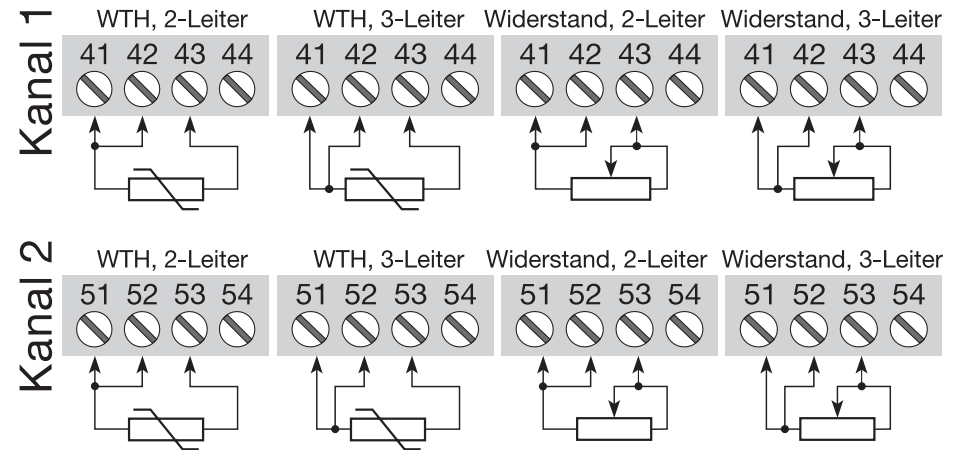 Kanal 1
WTH, 2-Leiter WTH, 3-Leiter Widerstand, 2-Leiter Widerstand, 3-Leiter
41 42 43 44 41 42 43 44 41 42 43 44 41 42 43 44
Kanal 2
WTH, 2-Leiter WTH, 3-Leiter Widerstand, 2-Leiter Widerstand, 3-Leiter
51 52 53 54 51 52 53 54 51 52 53 54 51 52 53 54